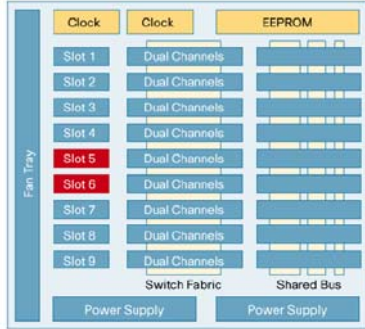 Clock Clock EEPROM
Slot 1 Dual Channels
Slot 2 Dual Channels
Slot 3 Dual Channels
Slot 4 Dual Channels
Slot 5 Dual Channels
Slot 6 Dual Channels
Slot 7 Dual Channels
Slot 8 Dual Channels
Slot 9 Dual Channels
Fan Tray
Switch Fabric Shared Bus
Power Supply Power Supply